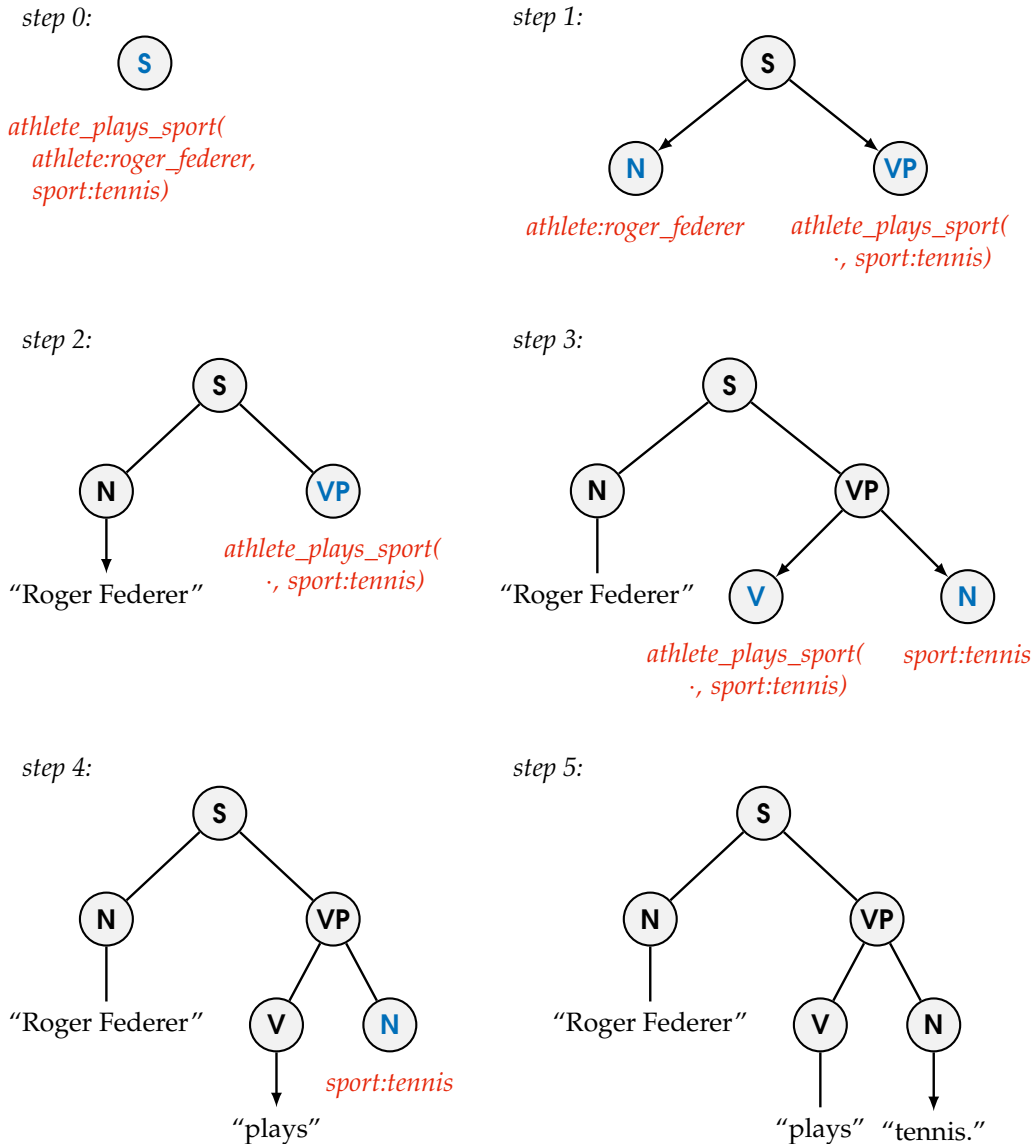 step 0:
S
athlete_plays_sport(
athlete:roger_federer,
sport:tennis)
step 1:
S
N
VP
athlete:roger_federer
athlete_plays_sport(
·, sport:tennis)
step 2:
S
N
VP
athlete_plays_sport(
·, sport:tennis)
“Roger Federer”
step 3:
S
N
VP
“Roger Federer”
V
N
athlete_plays_sport(
·, sport:tennis)
sport:tennis
step 4:
S
N
VP
“Roger Federer”
V
N
sport:tennis
“plays”
step 5:
S
N
VP
“Roger Federer”
V
N
“plays”
“tennis.”